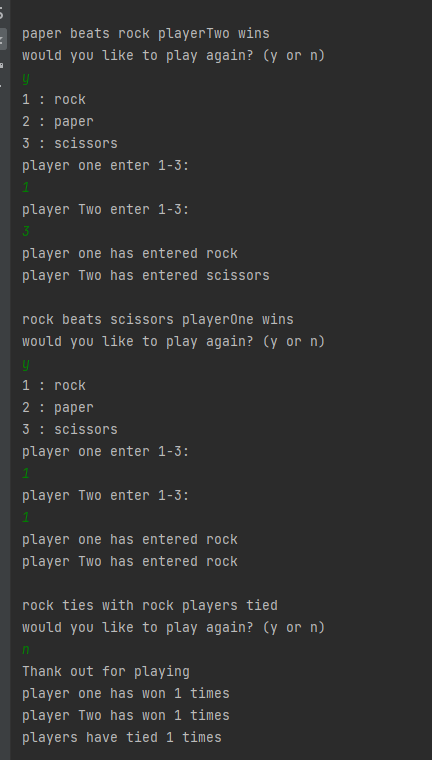 paper beats rock playerTwo wins
would you like to play again? (y or n)
y
1 : rock
2 : paper
3 : scissors
player one enter 1-3:
1
player Two enter 1-3:
3
player one has entered rock
player Two has entered scissors
rock beats scissors playerOne wins
would you like to play again? (y or n)
y
1 : rock
2 : paper
3 : scissors
player one enter 1-3:
1
player Two enter 1-3:
1
player one has entered rock
player Two has entered rock
rock ties with rock players tied
would you like to play again? (y or n)
n
Thank out for playing
player one has won 1 times
player Two has won 1 times
players have tied 1 times